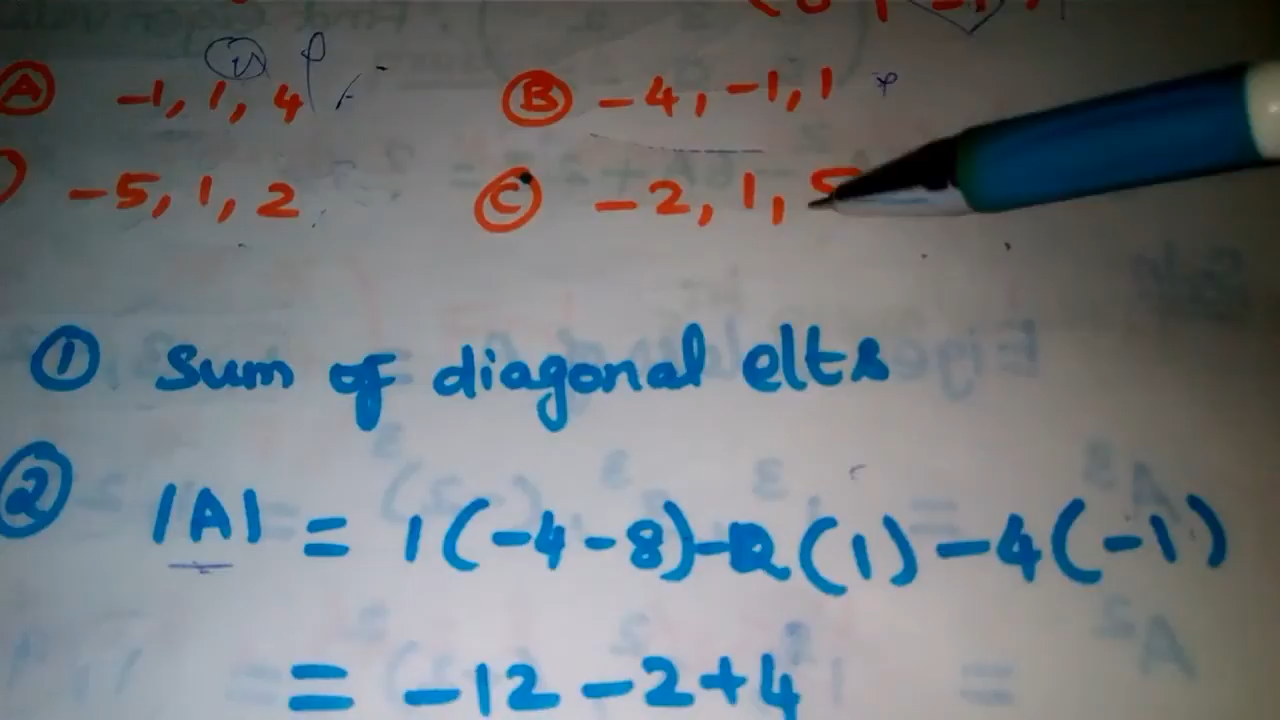 Ⓐ -1, 1, 4 Ⓑ -4, -1, 1
-5, 1, 2 Ⓒ -2, 1, 5
① Sum of diagonal elts
② |A| = 1(-4-8)-2(1)-4(-1)
= -12-2+4